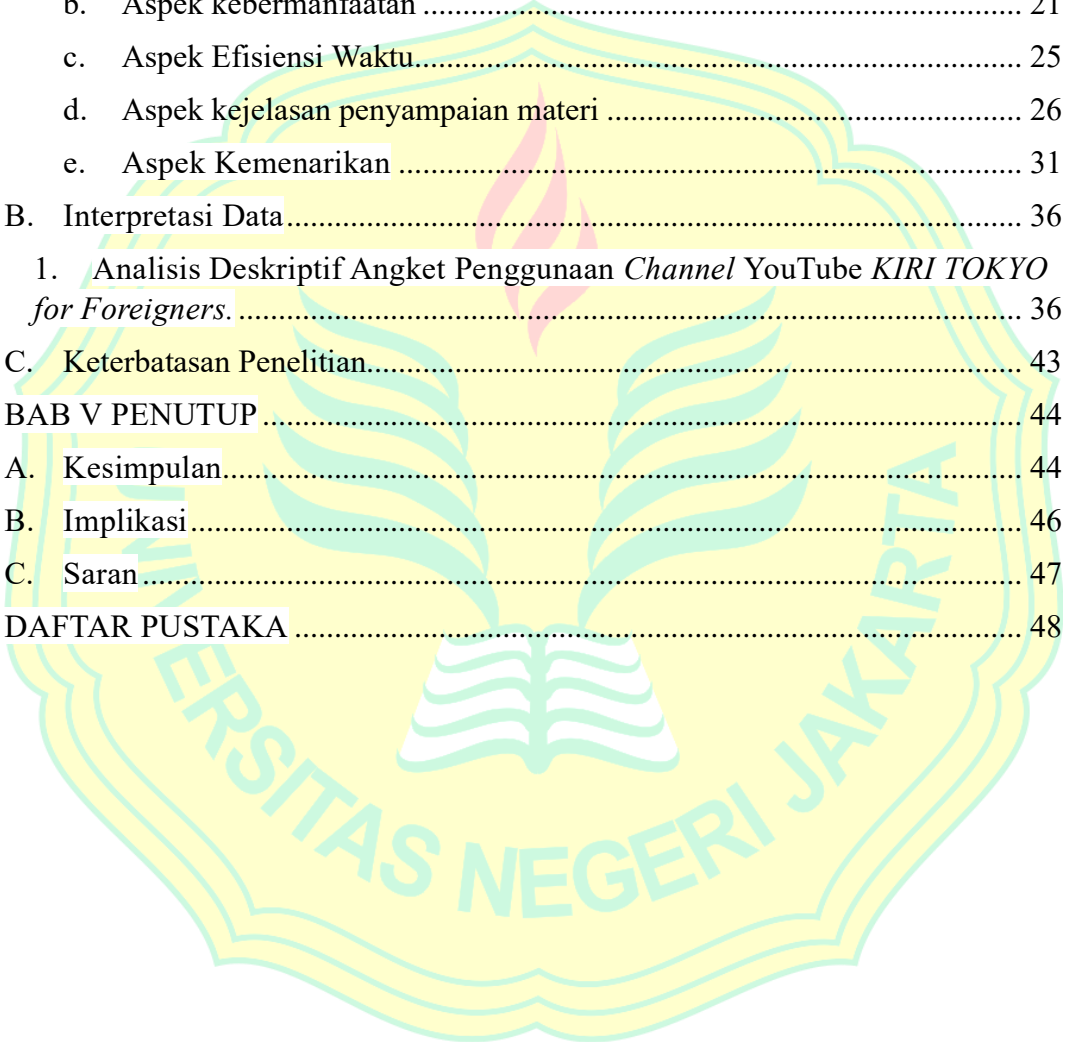 b. Aspek kebermanfaatan ........................................ 21
c. Aspek Efisiensi Waktu........................................ 25
d. Aspek kejelasan penyampaian materi ........................................ 26
e. Aspek Kemenarikan ........................................ 31
B. Interpretasi Data........................................ 36
1. Analisis Deskriptif Angket Penggunaan Channel YouTube KIRI TOKYO
for Foreigners. ........................................ 36
C. Keterbatasan Penelitian........................................ 43
BAB V PENUTUP ........................................ 44
A. Kesimpulan........................................ 44
B. Implikasi ........................................ 46
C. Saran ........................................ 47
DAFTAR PUSTAKA ........................................ 48
UNIVERSITAS NEGERI JAKARTA